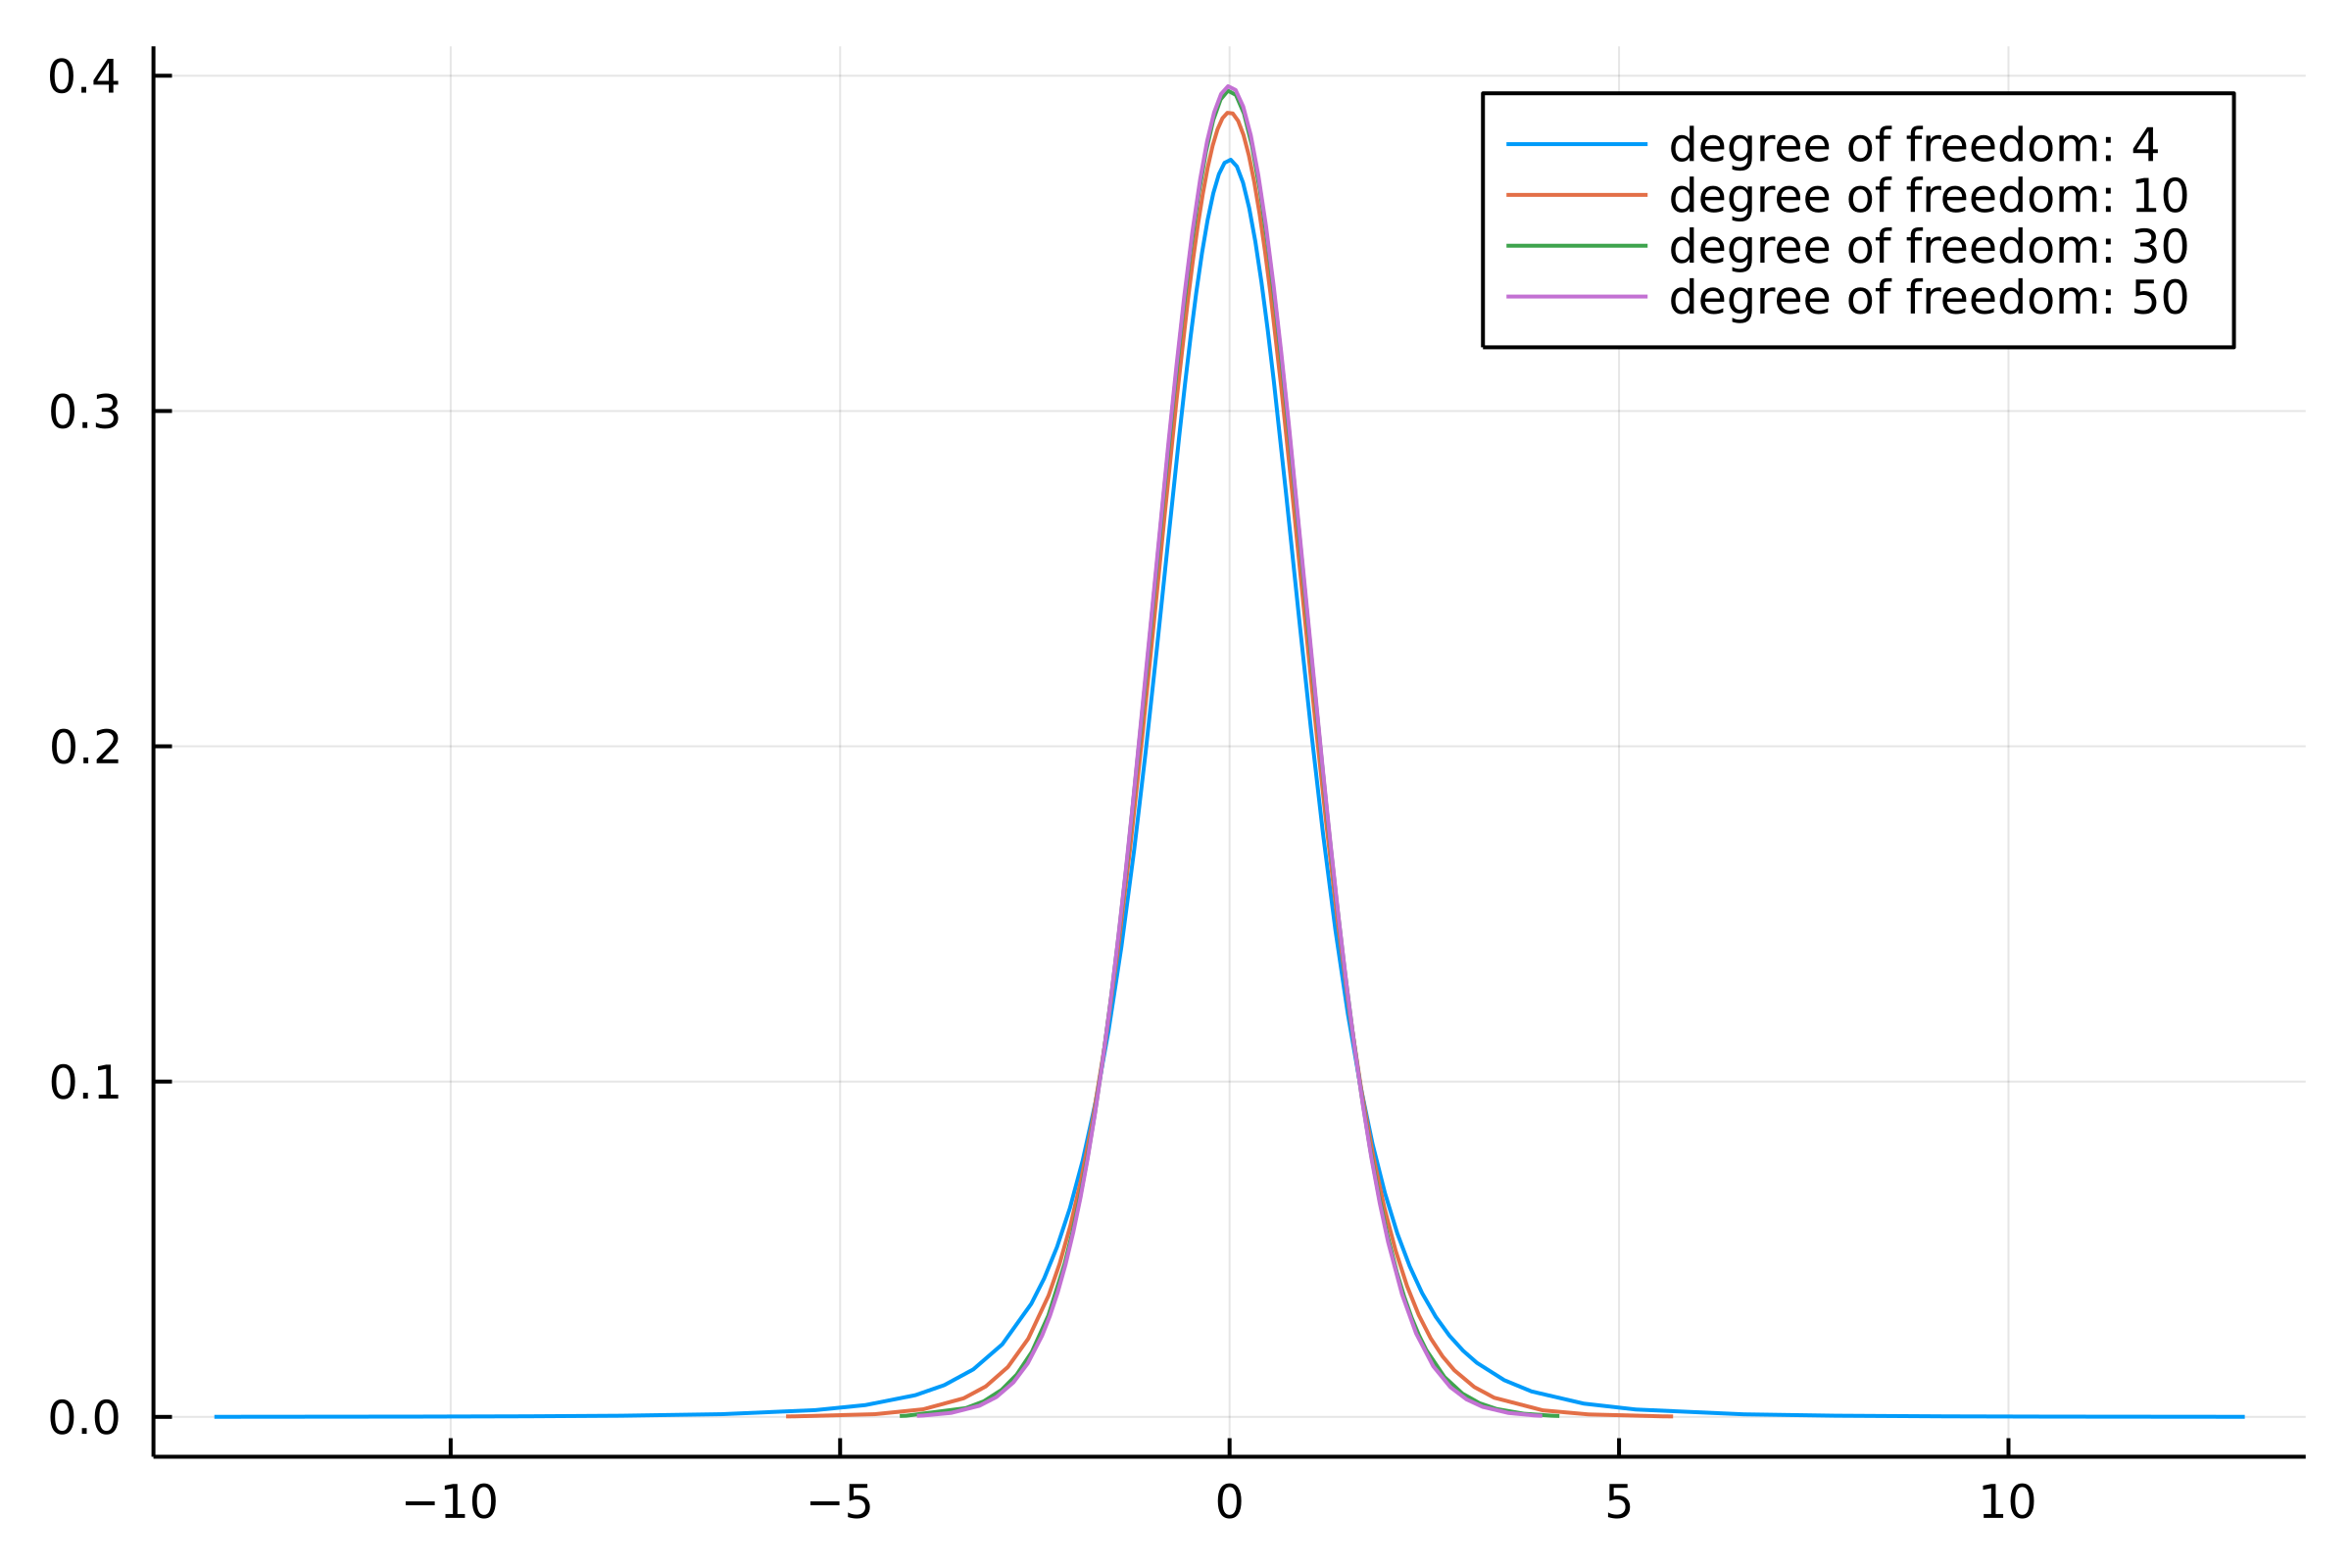 0.4
degree of freedom: 4
degree of freedom: 10
degree of freedom: 30
degree of freedom: 50
0.3
0.2
0.1
0.0
−10 −5 0 5 10